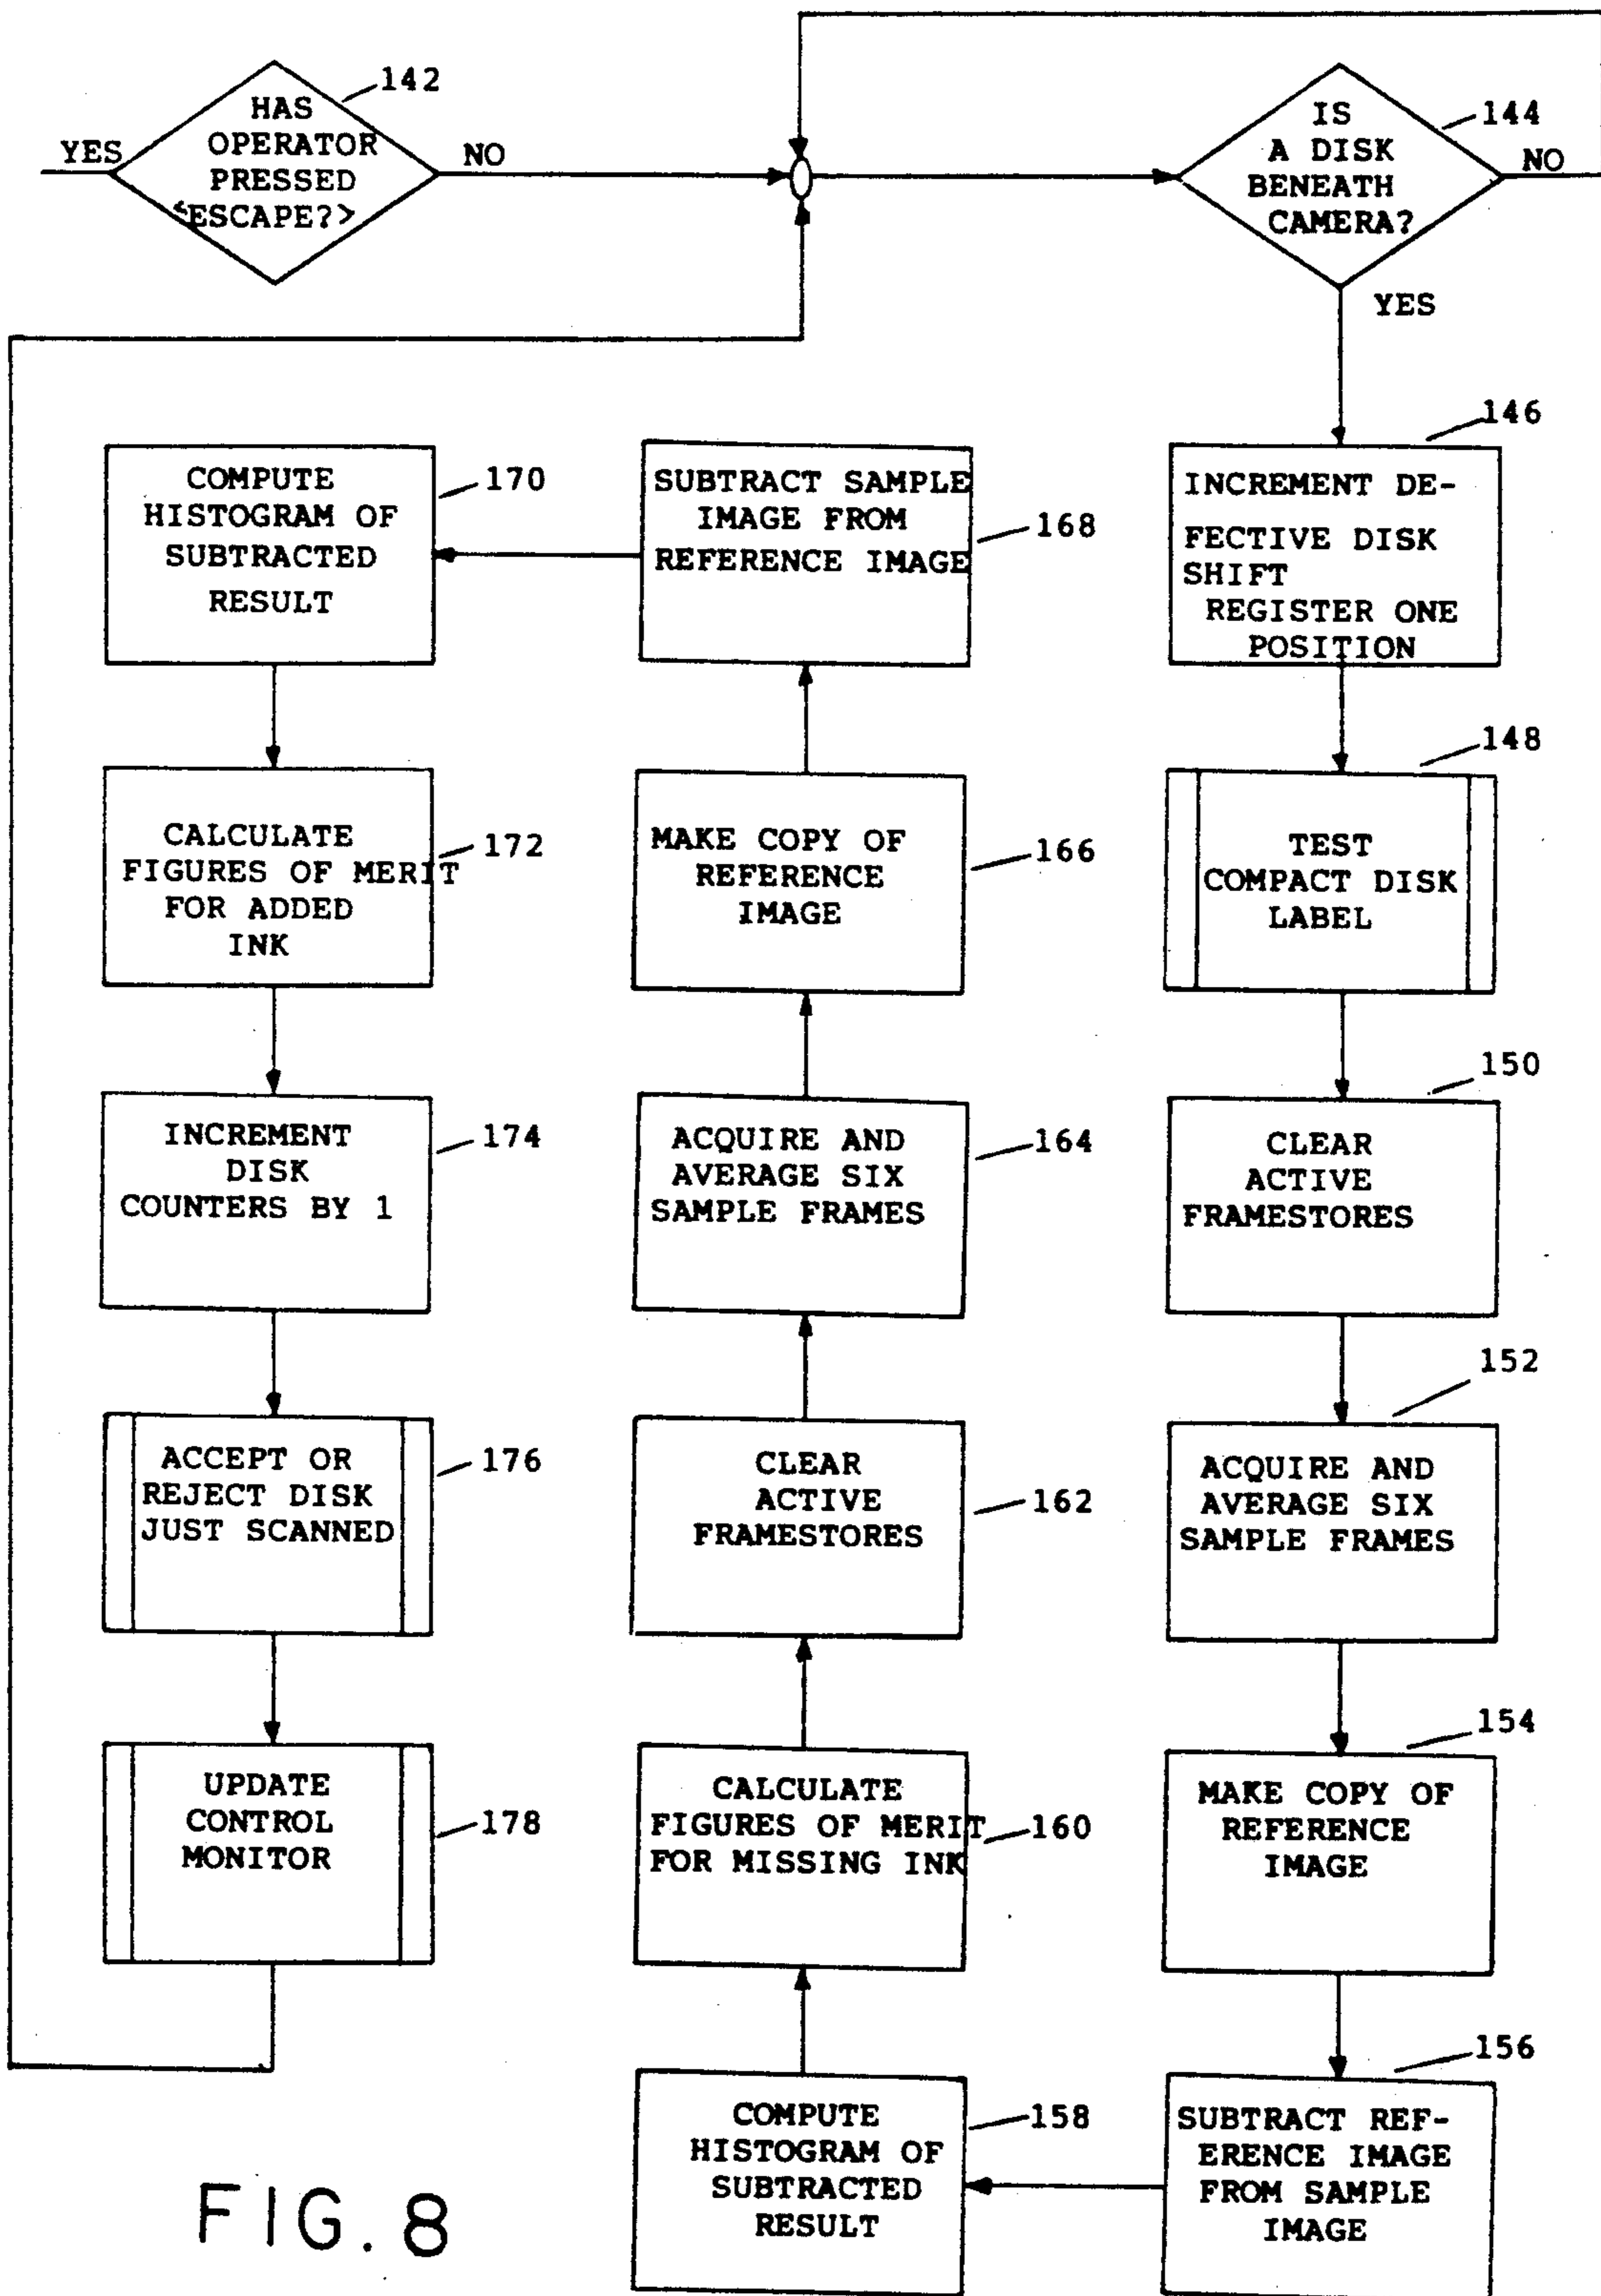 142
HAS
OPERATOR
PRESSED
<ESCAPE?>
YES
NO
144
IS
A DISK
BENEATH
CAMERA?
NO
YES
146
INCREMENT DE-
FECTIVE DISK
SHIFT
REGISTER ONE
POSITION
148
TEST
COMPACT DISK
LABEL
150
CLEAR
ACTIVE
FRAMESTORES
152
ACQUIRE AND
AVERAGE SIX
SAMPLE FRAMES
154
MAKE COPY OF
REFERENCE
IMAGE
156
SUBTRACT REF-
ERENCE IMAGE
FROM SAMPLE
IMAGE
158
COMPUTE
HISTOGRAM OF
SUBTRACTED
RESULT
160
CALCULATE
FIGURES OF MERIT
FOR MISSING INK
162
CLEAR
ACTIVE
FRAMESTORES
164
ACQUIRE AND
AVERAGE SIX
SAMPLE FRAMES
166
MAKE COPY OF
REFERENCE
IMAGE
168
SUBTRACT SAMPLE
IMAGE FROM
REFERENCE IMAGE
170
COMPUTE
HISTOGRAM OF
SUBTRACTED
RESULT
172
CALCULATE
FIGURES OF MERIT
FOR ADDED
INK
174
INCREMENT
DISK
COUNTERS BY 1
176
ACCEPT OR
REJECT DISK
JUST SCANNED
178
UPDATE
CONTROL
MONITOR
FIG. 8